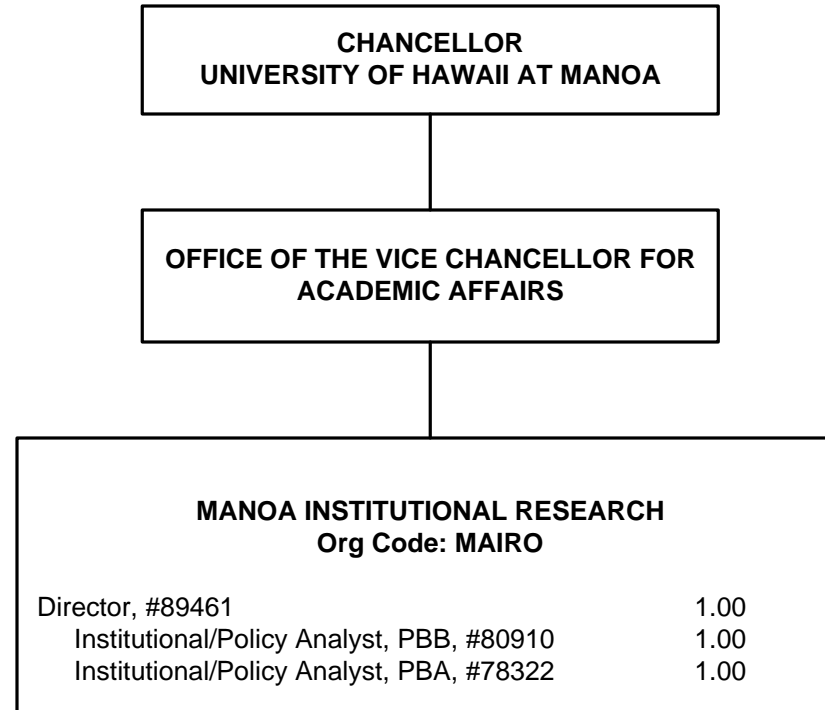 CHANCELLOR
UNIVERSITY OF HAWAII AT MANOA
OFFICE OF THE VICE CHANCELLOR FOR
ACADEMIC AFFAIRS
MANOA INSTITUTIONAL RESEARCH
Org Code: MAIRO
Director, #89461 1.00
Institutional/Policy Analyst, PBB, #80910 1.00
Institutional/Policy Analyst, PBA, #78322 1.00